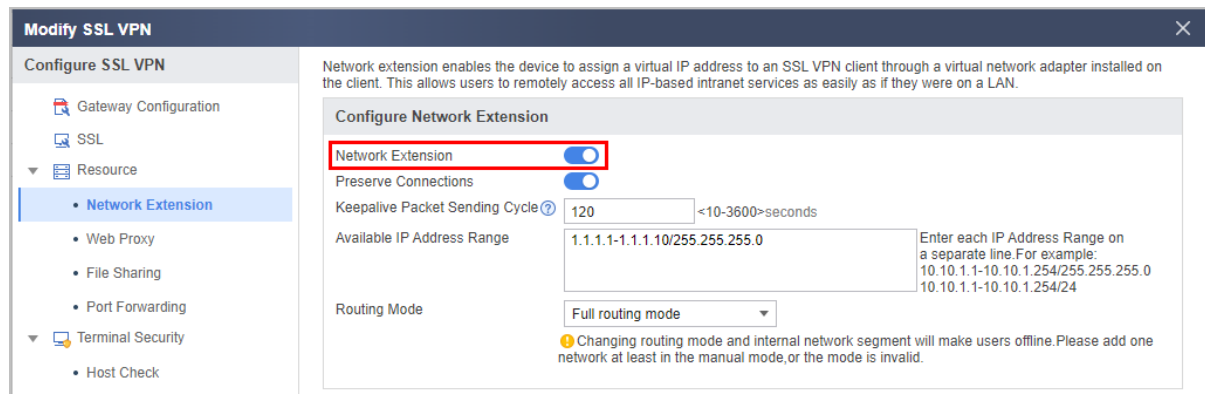 Modify SSL VPN
Configure SSL VPN
Gateway Configuration
SSL
Resource
Network Extension
Web Proxy
File Sharing
Port Forwarding
Terminal Security
Host Check
Network extension enables the device to assign a virtual IP address to an SSL VPN client through a virtual network adapter installed on
the client. This allows users to remotely access all IP-based intranet services as easily as if they were on a LAN.
Configure Network Extension
Network Extension
Preserve Connections
Keepalive Packet Sending Cycle 120 <10-3600>seconds
Available IP Address Range 1.1.1.1-1.1.1.10/255.255.255.0
Enter each IP Address Range on
a separate line.For example:
10.10.1.1-10.10.1.254/255.255.255.0
10.10.1.1-10.10.1.254/24
Routing Mode Full routing mode
Changing routing mode and internal network segment will make users offline.Please add one
network at least in the manual mode,or the mode is invalid.